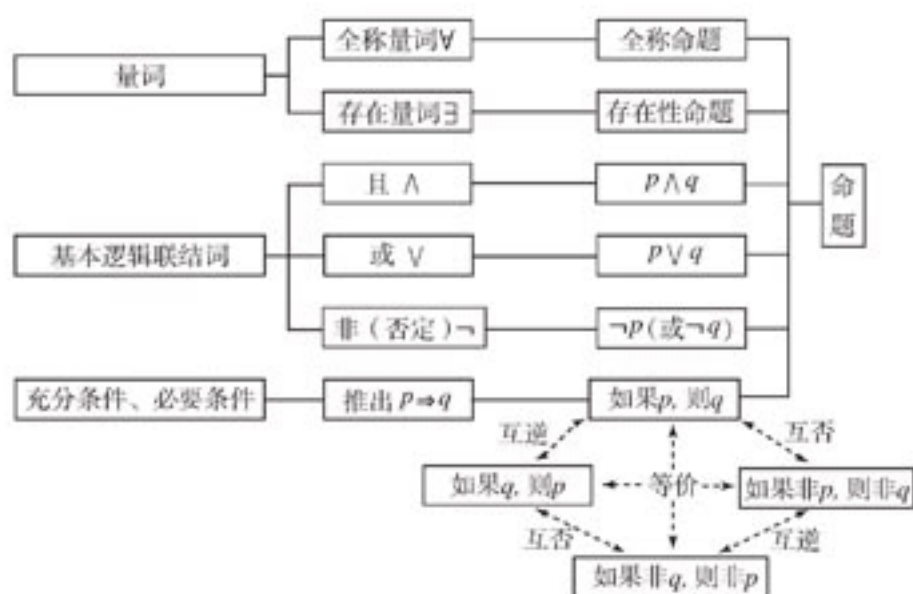 全称量词∀ 全称命题
量词
存在量词∃ 存在性命题
且 ∧ p∧q
命题
基本逻辑联结词 或 ∨ p∨q
非（否定）¬ ¬p(或¬q)
充分条件、必要条件 推出 p⇒q 如果p, 则q
互逆 互否
如果q, 则p 等价 如果非p, 则非q
互否 互逆
如果非q, 则非p